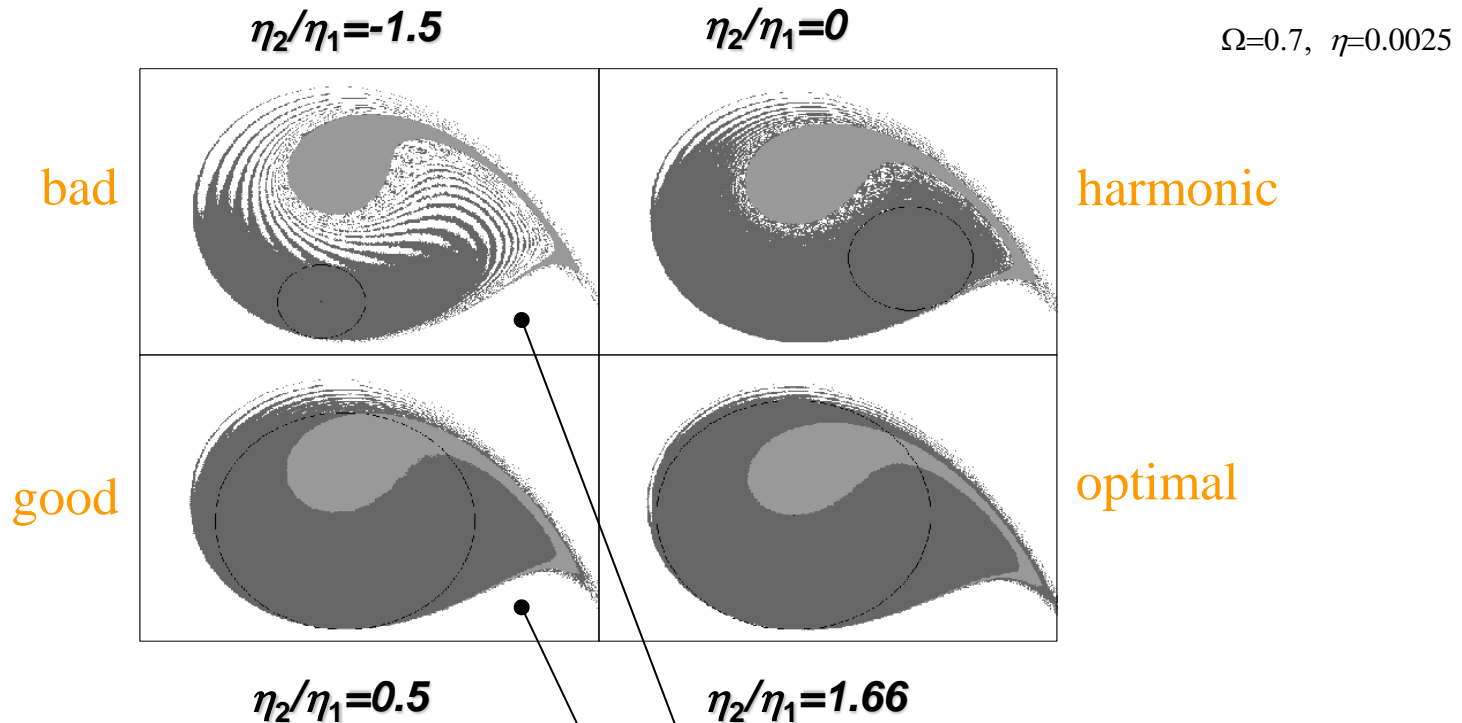 η₂/η₁=-1.5
η₂/η₁=0
Ω=0.7, η=0.0025
bad
harmonic
good
optimal
η₂/η₁=0.5
η₂/η₁=1.66